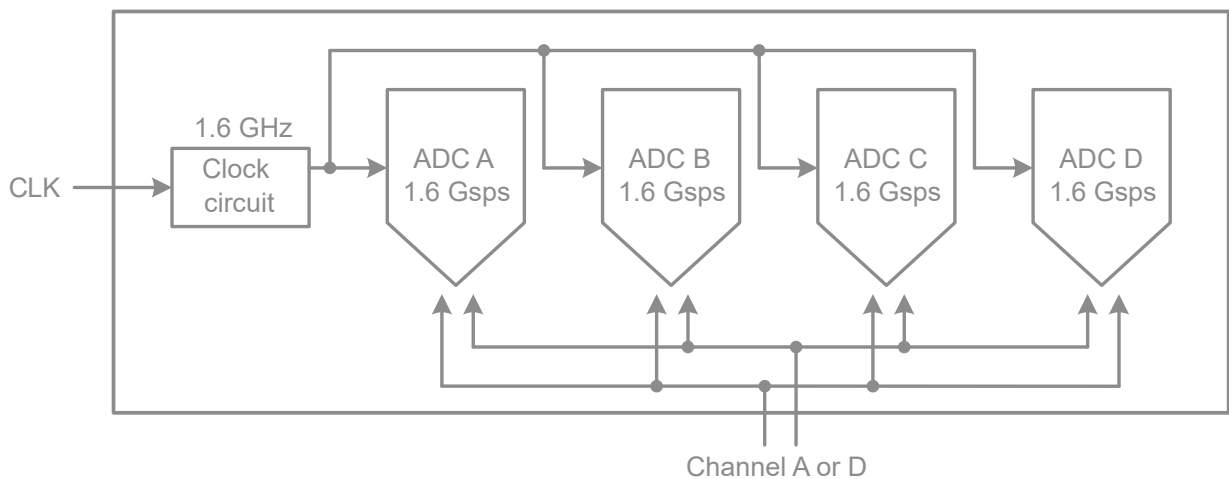 1.6 GHz
CLK
Clock
circuit
ADC A
1.6 Gsps
ADC B
1.6 Gsps
ADC C
1.6 Gsps
ADC D
1.6 Gsps
Channel A or D